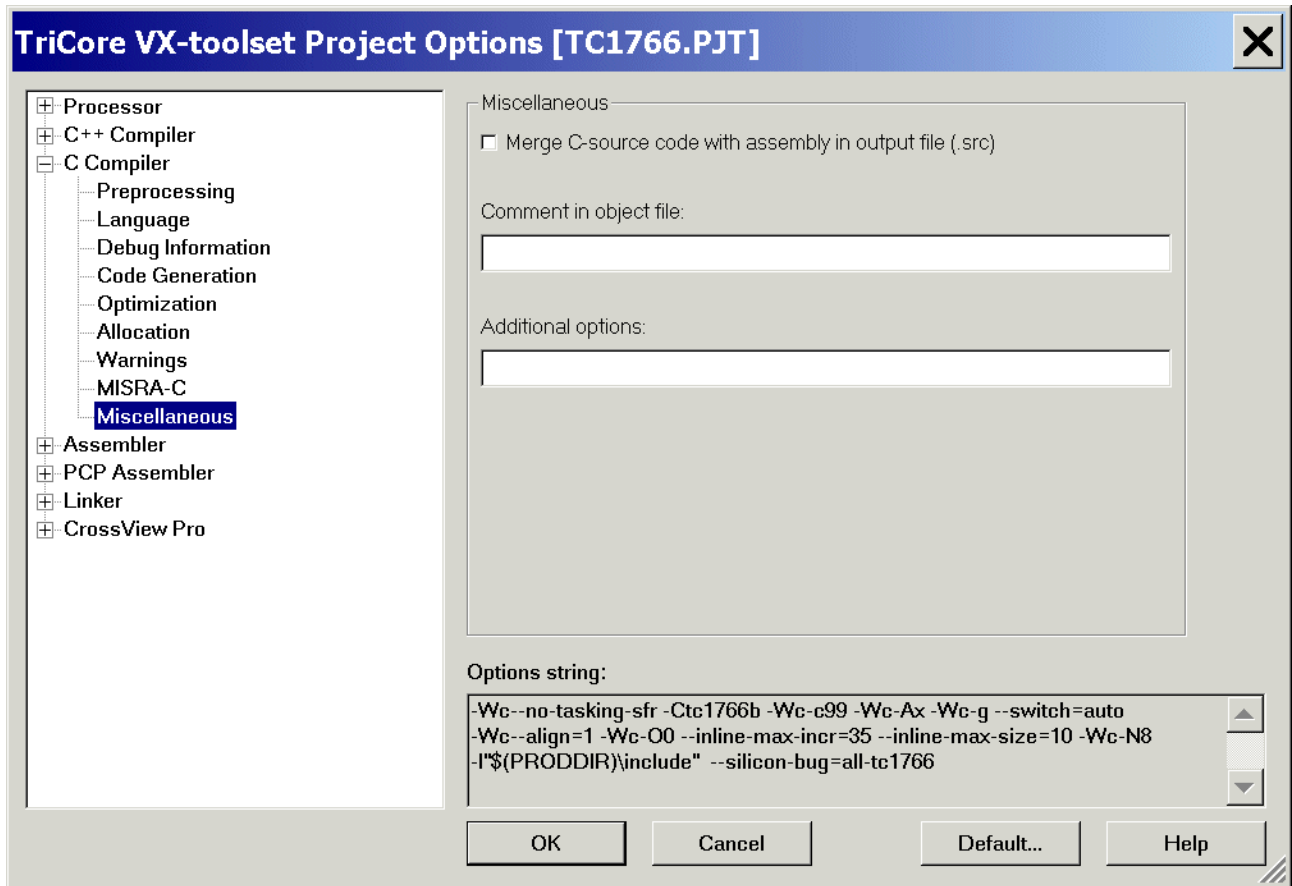 TriCore VX-toolset Project Options [TC1766.PJT]
Processor
C++ Compiler
C Compiler
Preprocessing
Language
Debug Information
Code Generation
Optimization
Allocation
Warnings
MISRA-C
Miscellaneous
Assembler
PCP Assembler
Linker
CrossView Pro
Miscellaneous
Merge C-source code with assembly in output file (.src)
Comment in object file:
Additional options:
Options string:
-Wc--no-tasking-sfr -Ctc1766b -Wc-c99 -Wc-Ax -Wc-g --switch=auto
-Wc--align=1 -Wc-O0 --inline-max-incr=35 --inline-max-size=10 -Wc-N8
-I"$(PRODDIR)\include" --silicon-bug=all-tc1766
OK
Cancel
Default...
Help